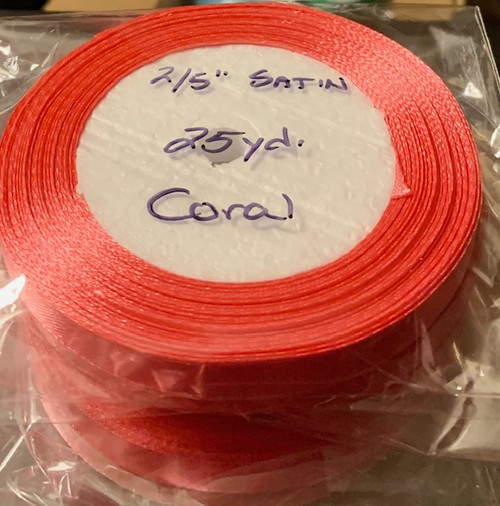 2/5" SATIN
25yd.
Coral